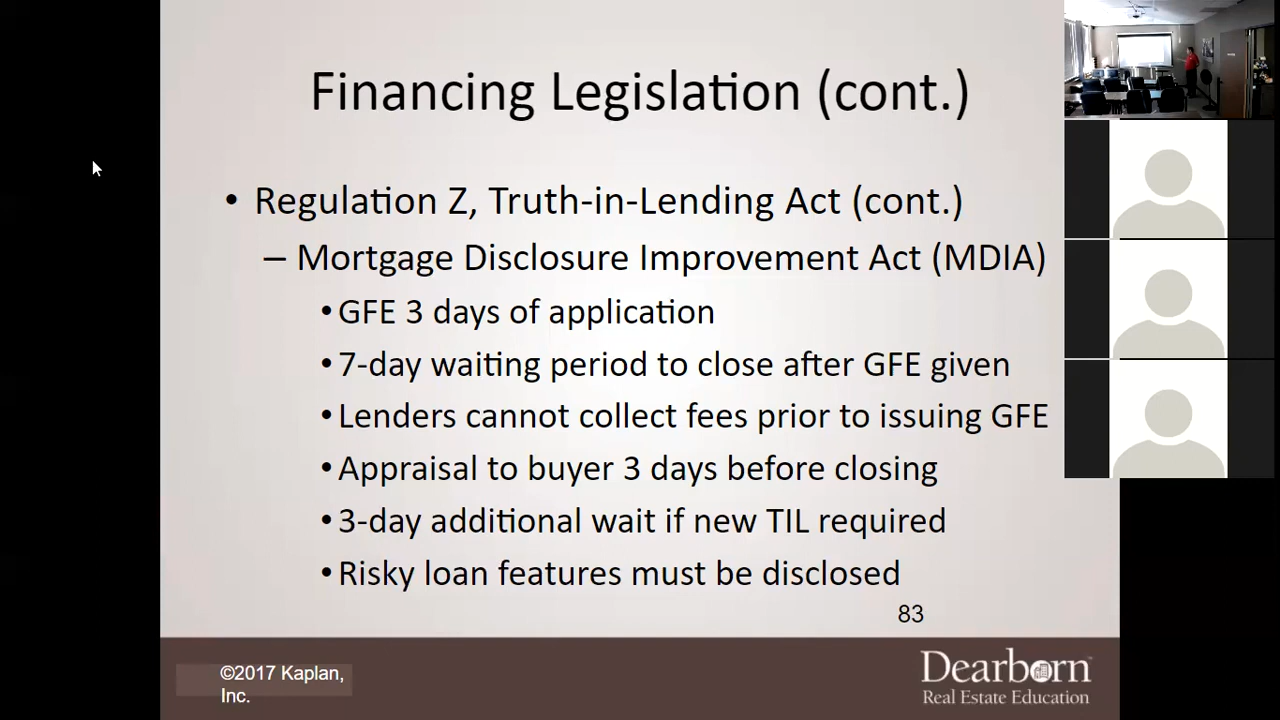 Financing Legislation (cont.)
• Regulation Z, Truth-in-Lending Act (cont.)
– Mortgage Disclosure Improvement Act (MDIA)
• GFE 3 days of application
• 7-day waiting period to close after GFE given
• Lenders cannot collect fees prior to issuing GFE
• Appraisal to buyer 3 days before closing
• 3-day additional wait if new TIL required
• Risky loan features must be disclosed
83
©2017 Kaplan,
Inc.
Dearborn
Real Estate Education